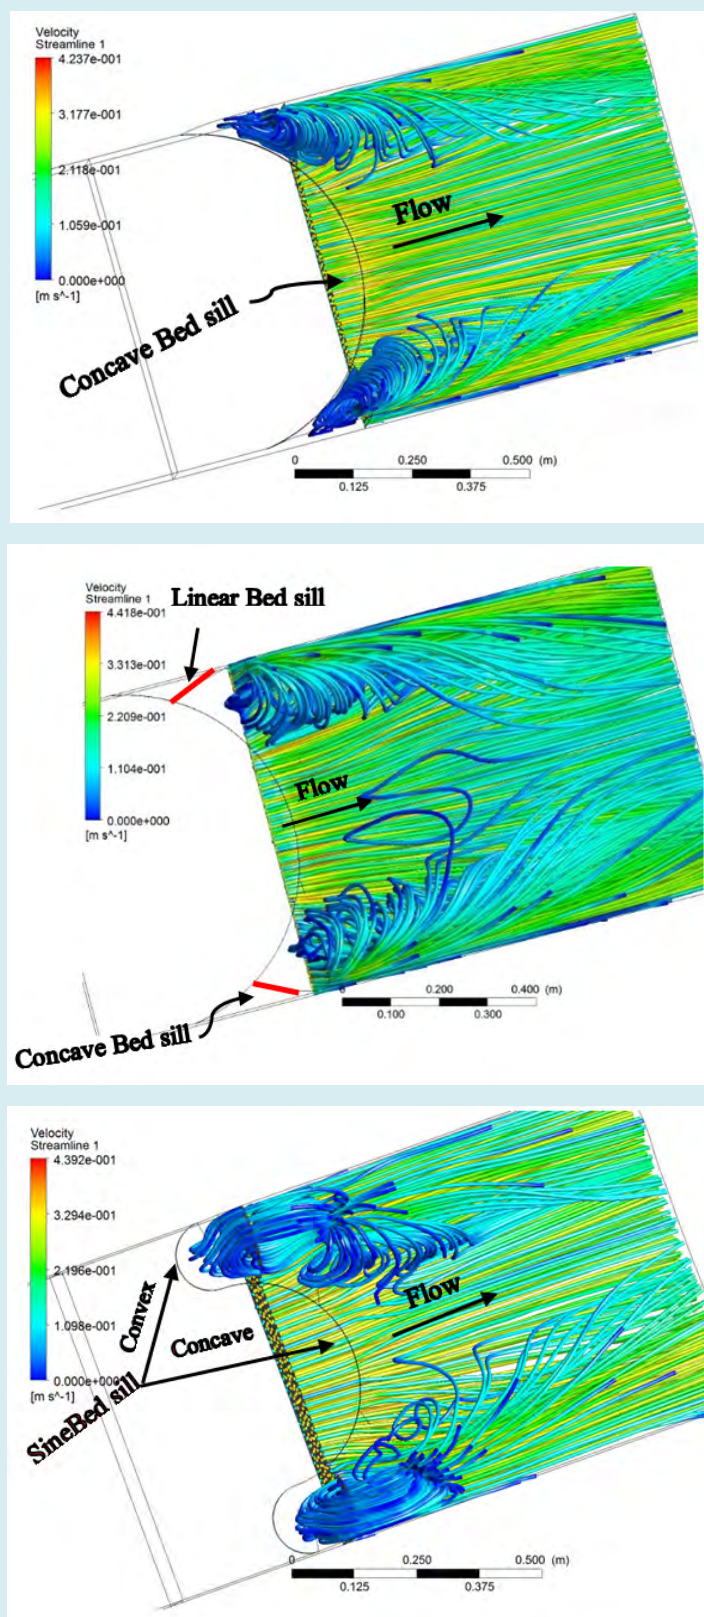 Velocity
Streamline 1
4.237e-001
3.177e-001
2.118e-001
1.059e-001
0.000e+000
[m s^-1]
Flow
Concave Bed sill
0 0.250 0.500 (m)
0.125 0.375
Velocity
Streamline 1
4.418e-001
3.313e-001
2.209e-001
1.104e-001
0.000e+000
[m s^-1]
Linear Bed sill
Flow
Concave Bed sill
0 0.200 0.400 (m)
0.100 0.300
Velocity
Streamline 1
4.392e-001
3.294e-001
2.196e-001
1.098e-001
0.000e+000
[m s^-1]
Convex
Concave
Flow
SineBed sill
0 0.250 0.500 (m)
0.125 0.375